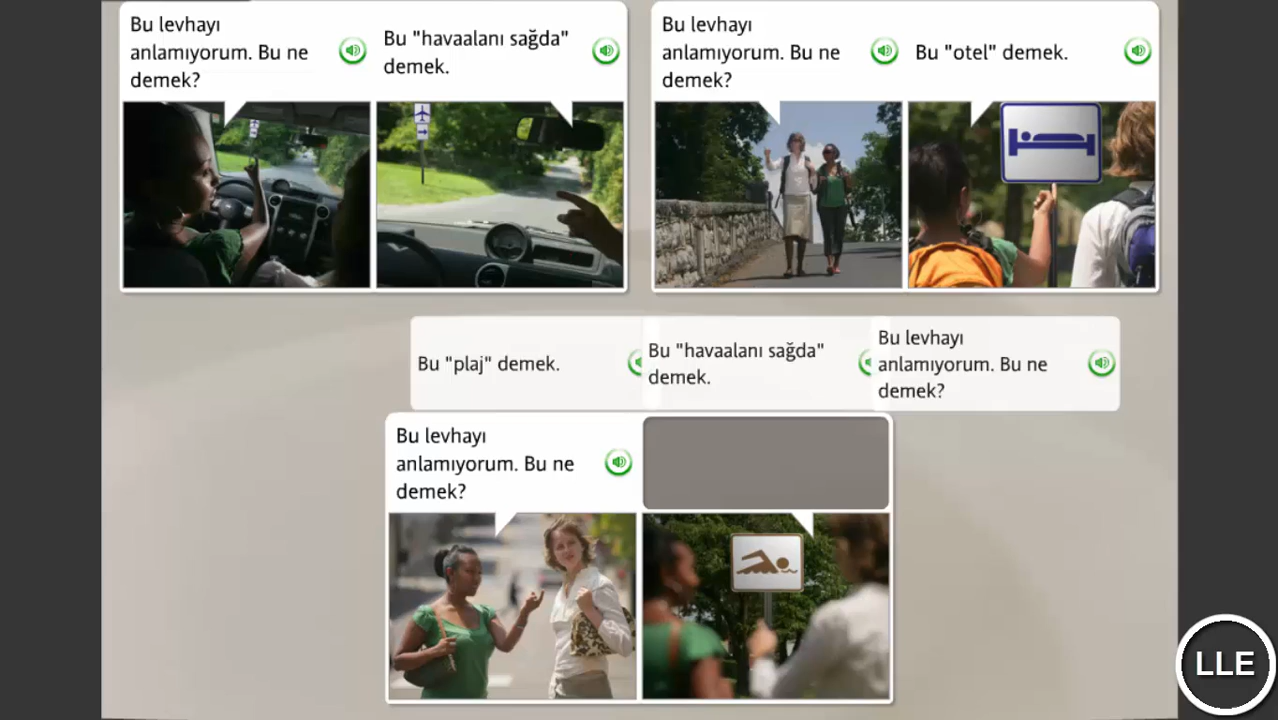 Bu levhayı
anlamıyorum. Bu ne
demek?
Bu "havaalanı sağda"
demek.
Bu levhayı
anlamıyorum. Bu ne
demek?
Bu "otel" demek.
Bu "plaj" demek.
Bu "havaalanı sağda"
demek.
Bu levhayı
anlamıyorum. Bu ne
demek?
Bu levhayı
anlamıyorum. Bu ne
demek?
LLE